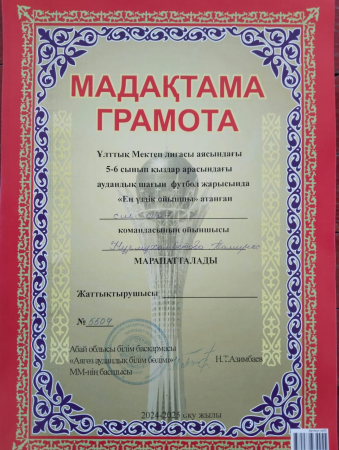 МАДАҚТАМА
ГРАМОТА
Ұлттық Мектеп лигасы аясындағы
5-6 сынып қыздар арасындағы
аудандық шағын футбол жарысында
«Ең үздік ойыншы» атанған
командасының ойыншысы
МАРАПАТТАЛАДЫ
Жаттықтырушысы
№ 5504
Абай облысы білім басқармасы
«Аягөз аудандық білім бөлімі»
ММ-нің басшысы
Н.Т.Азимбаев
2024-2025 оқу жылы